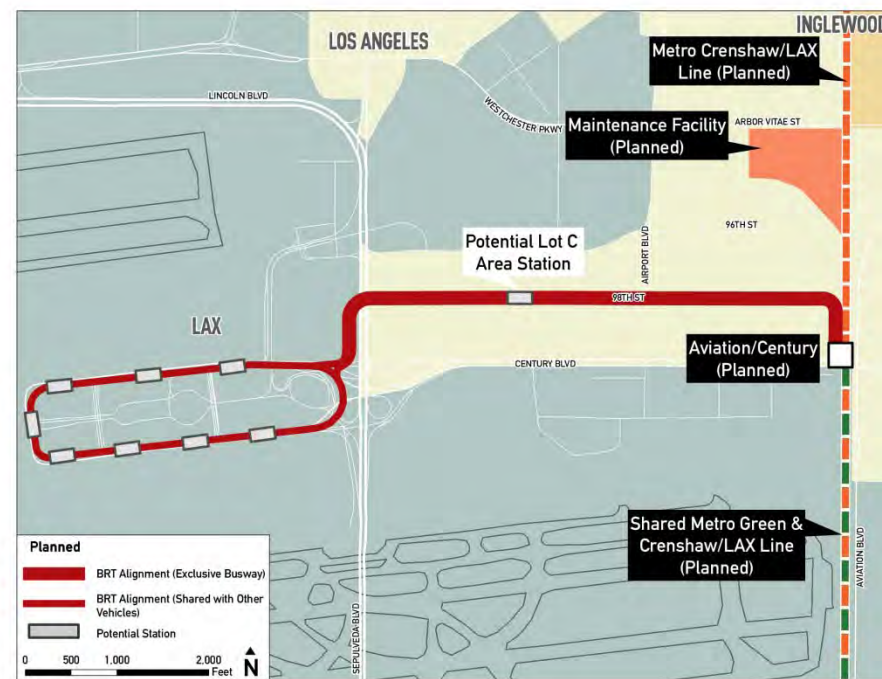 INGLEWOOD
LOS ANGELES
Metro Crenshaw/LAX
Line (Planned)
LINCOLN BLVD
WESTCHESTER PKWY
ARBOR VITAE ST
Maintenance Facility
(Planned)
96TH ST
Potential Lot C
Area Station
AIRPORT BLVD
98TH ST
LAX
Aviation/Century
(Planned)
CENTURY BLVD
Shared Metro Green &
Crenshaw/LAX Line
(Planned)
AVIATION BLVD
SEPULVEDA BLVD
Planned
BRT Alignment (Exclusive Busway)
BRT Alignment (Shared with Other
Vehicles)
Potential Station
0 500 1,000 2,000
Feet N